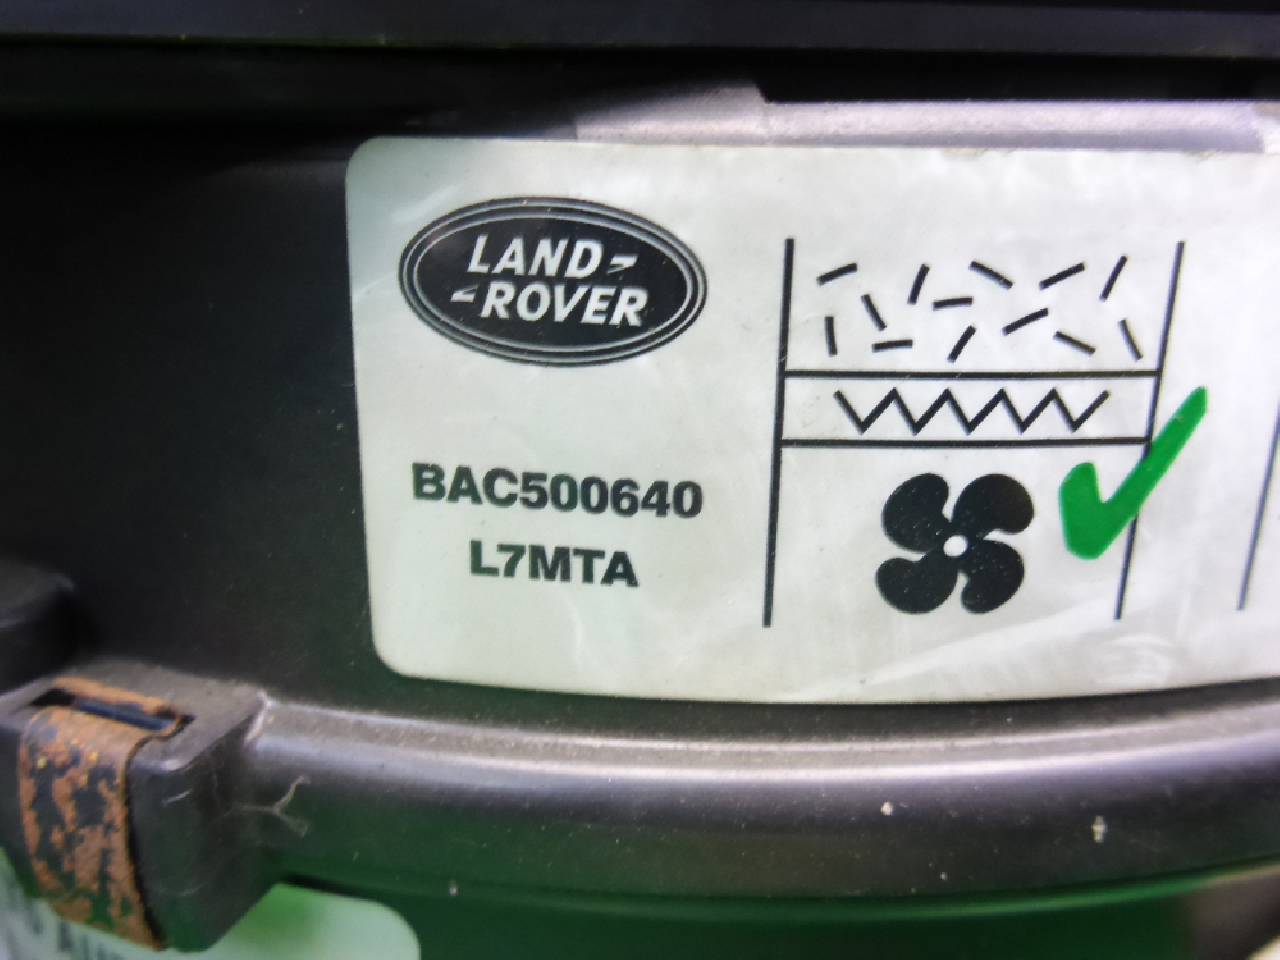 LAND-
-ROVER
BAC500640
L7MTA